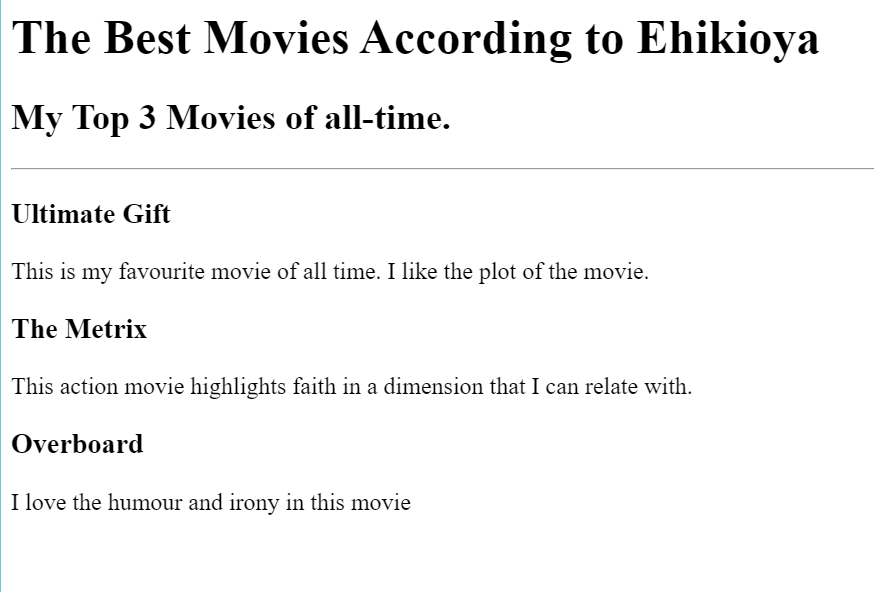 The Best Movies According to Ehikioya
My Top 3 Movies of all-time.
Ultimate Gift
This is my favourite movie of all time. I like the plot of the movie.
The Metrix
This action movie highlights faith in a dimension that I can relate with.
Overboard
I love the humour and irony in this movie